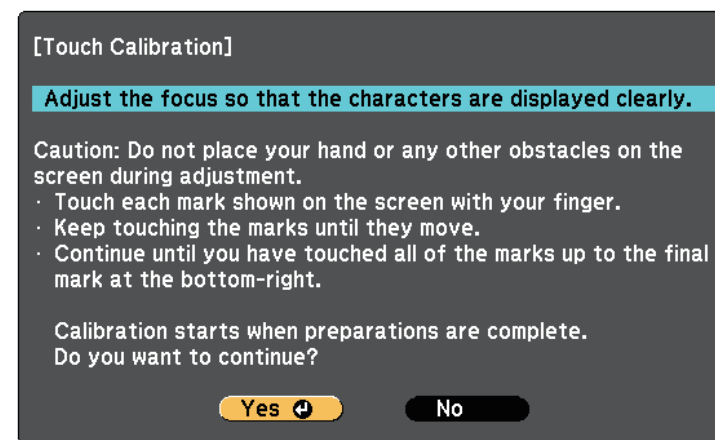 [Touch Calibration]
Adjust the focus so that the characters are displayed clearly.
Caution: Do not place your hand or any other obstacles on the
screen during adjustment.
· Touch each mark shown on the screen with your finger.
· Keep touching the marks until they move.
· Continue until you have touched all of the marks up to the final
mark at the bottom-right.
Calibration starts when preparations are complete.
Do you want to continue?
Yes No